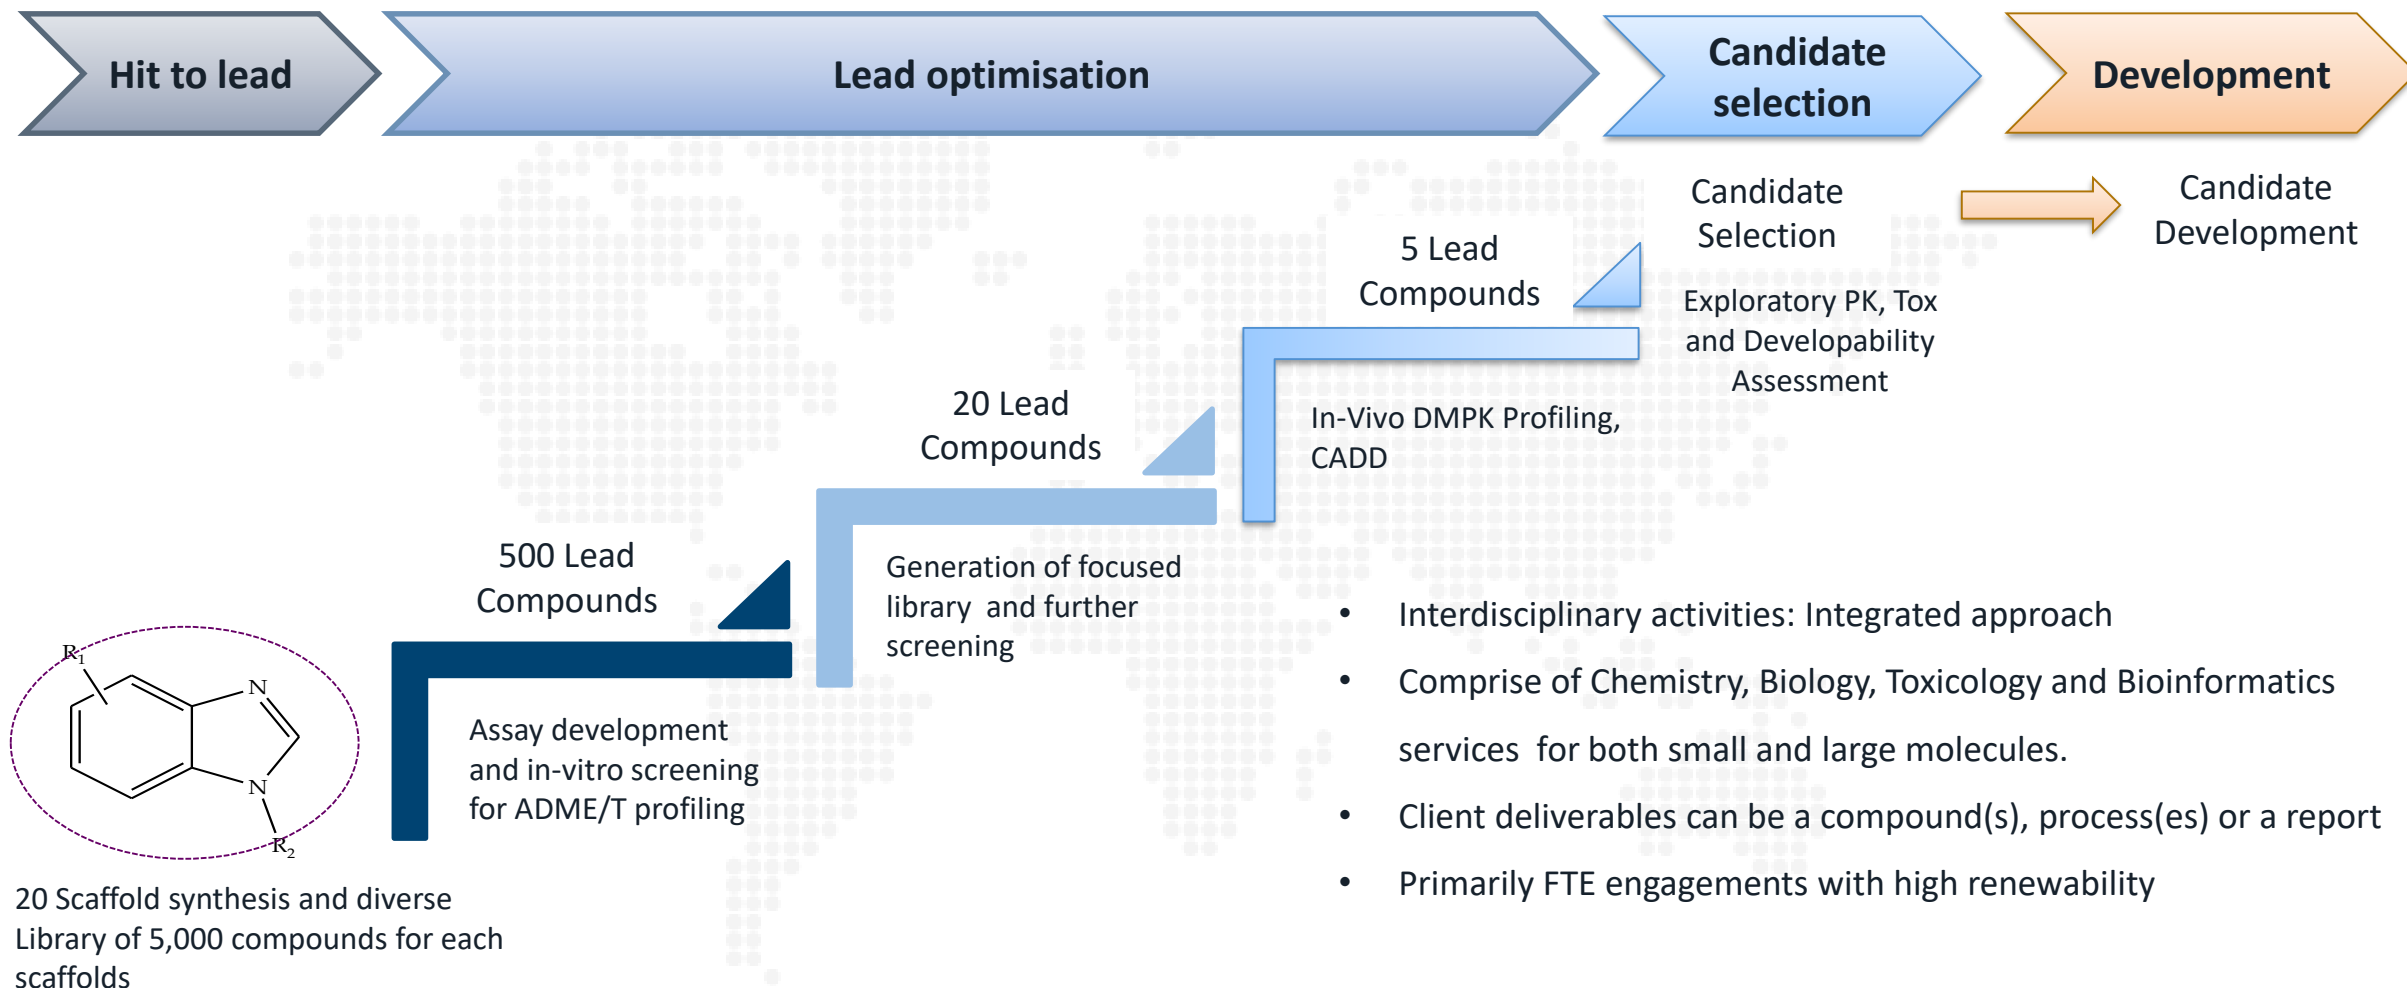 Hit to lead
Lead optimisation
Candidate
selection
Development
Candidate
Selection
Candidate
Development
5 Lead
Compounds
Exploratory PK, Tox
and Developability
Assessment
20 Lead
Compounds
In-Vivo DMPK Profiling,
CADD
500 Lead
Compounds
Generation of focused
library and further
screening
R1
N
N
R2
Assay development
and in-vitro screening
for ADME/T profiling
20 Scaffold synthesis and diverse
Library of 5,000 compounds for each
scaffolds
• Interdisciplinary activities: Integrated approach
• Comprise of Chemistry, Biology, Toxicology and Bioinformatics
services for both small and large molecules.
• Client deliverables can be a compound(s), process(es) or a report
• Primarily FTE engagements with high renewability